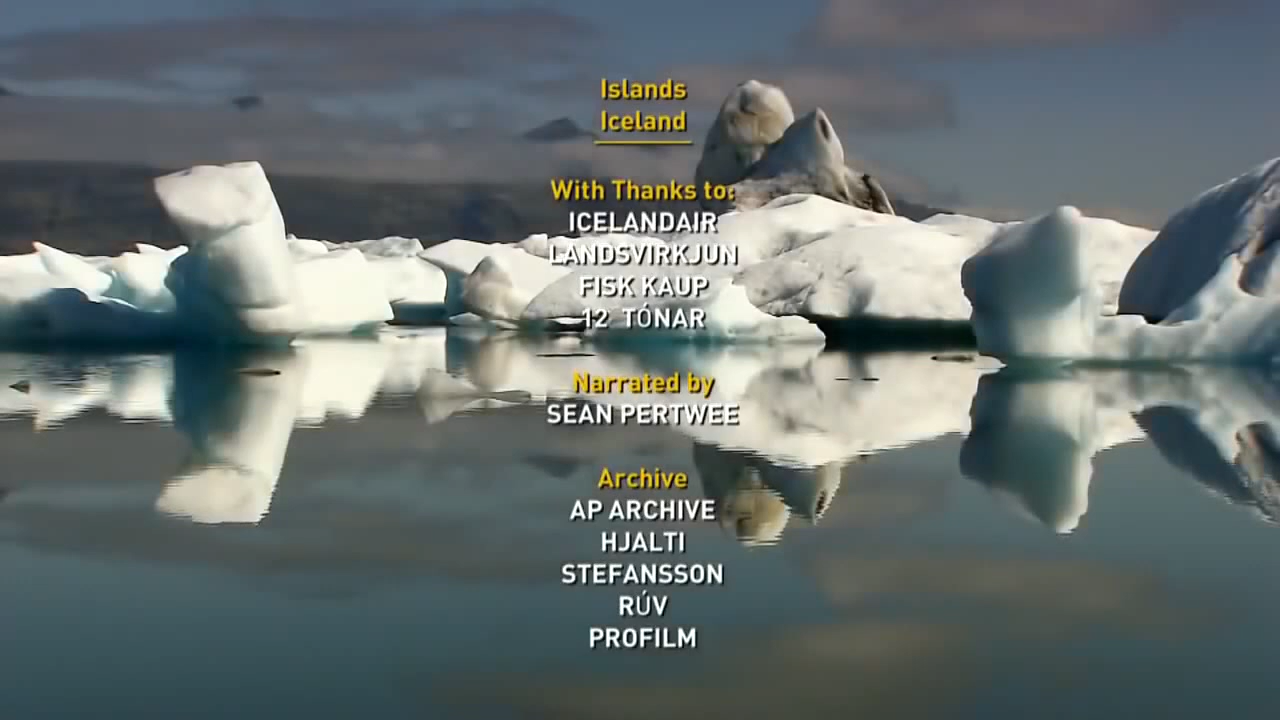 Islands
Iceland
With Thanks to:
ICELANDAIR
LANDSVIRKJUN
FISK KAUP
12 TÓNAR
Narrated by
SEAN PERTWEE
Archive
AP ARCHIVE
HJALTI
STEFANSSON
RÚV
PROFILM